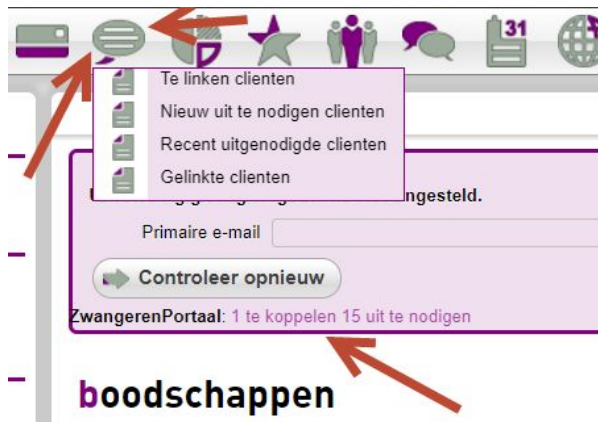 31
Te linken clienten
Nieuw uit te nodigen clienten
Recent uitgenodigde clienten
Gelinkte clienten
ngesteld.
Primaire e-mail
Controleer opnieuw
ZwangerenPortaal: 1 te koppelen 15 uit te nodigen
boodschappen